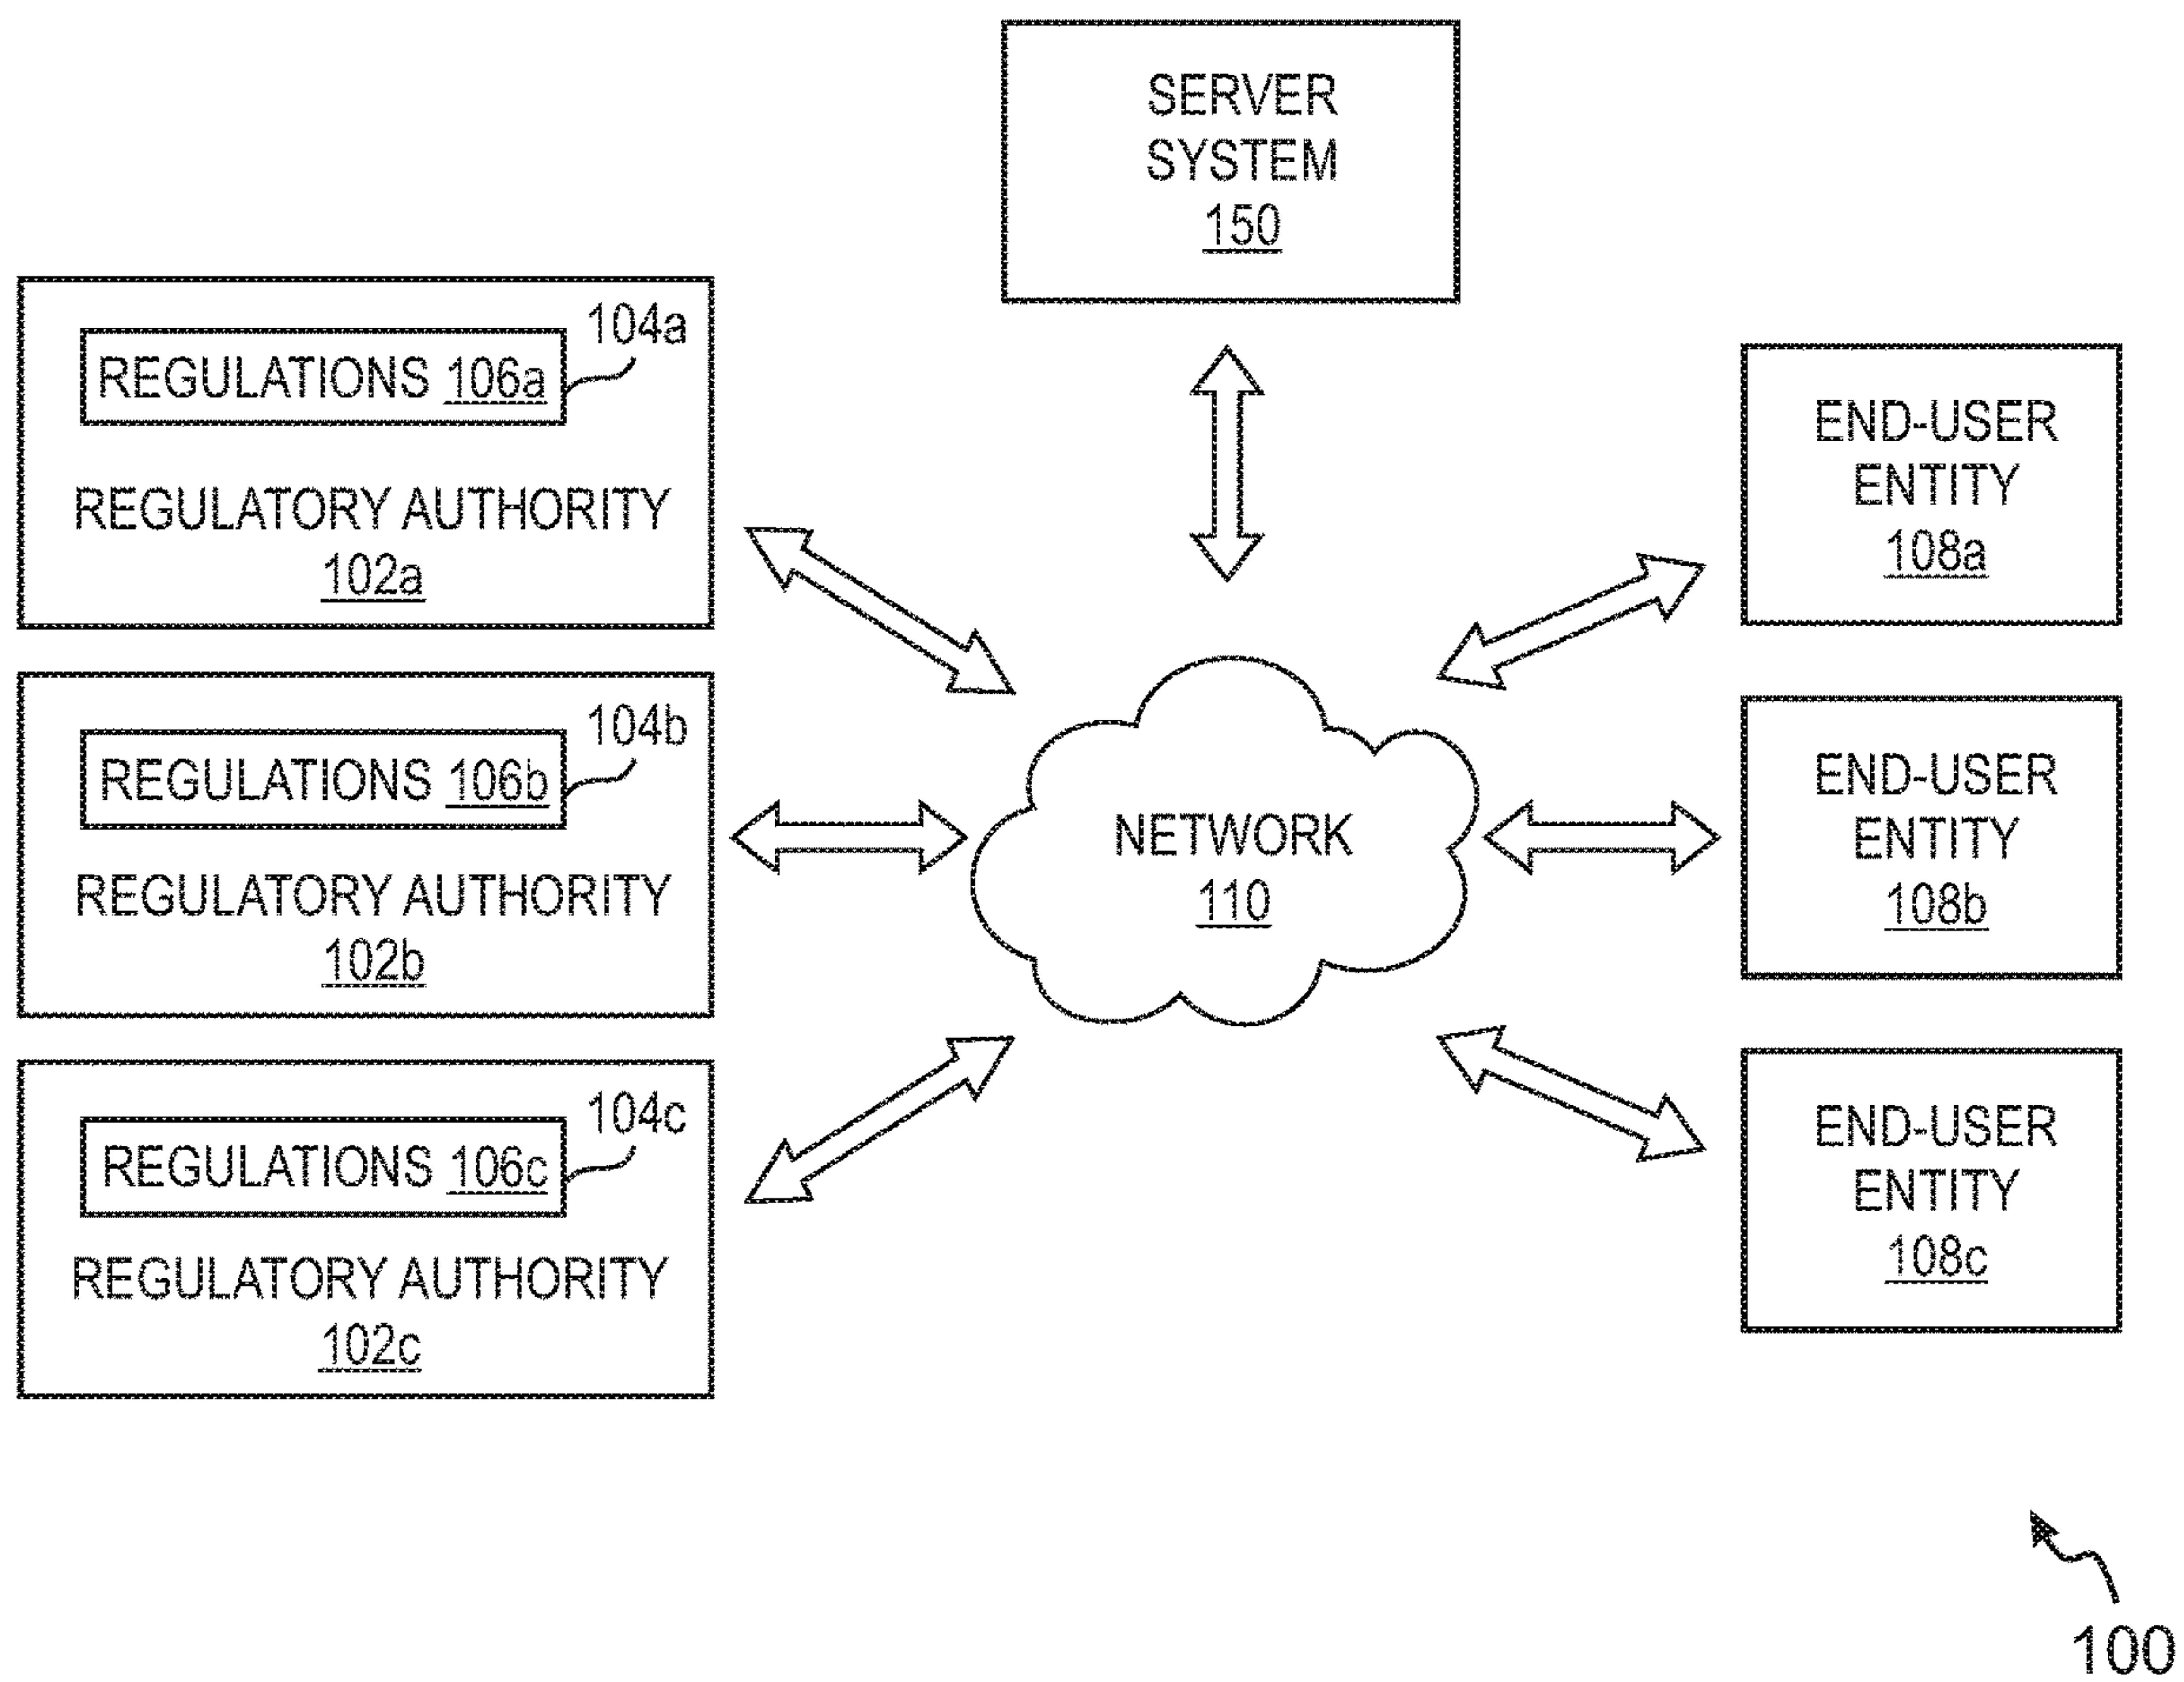 SERVER
SYSTEM
150
104a
REGULATIONS 106a
REGULATORY AUTHORITY
102a
104b
REGULATIONS 106b
REGULATORY AUTHORITY
102b
104c
REGULATIONS 106c
REGULATORY AUTHORITY
102c
NETWORK
110
END-USER
ENTITY
108a
END-USER
ENTITY
108b
END-USER
ENTITY
108c
100